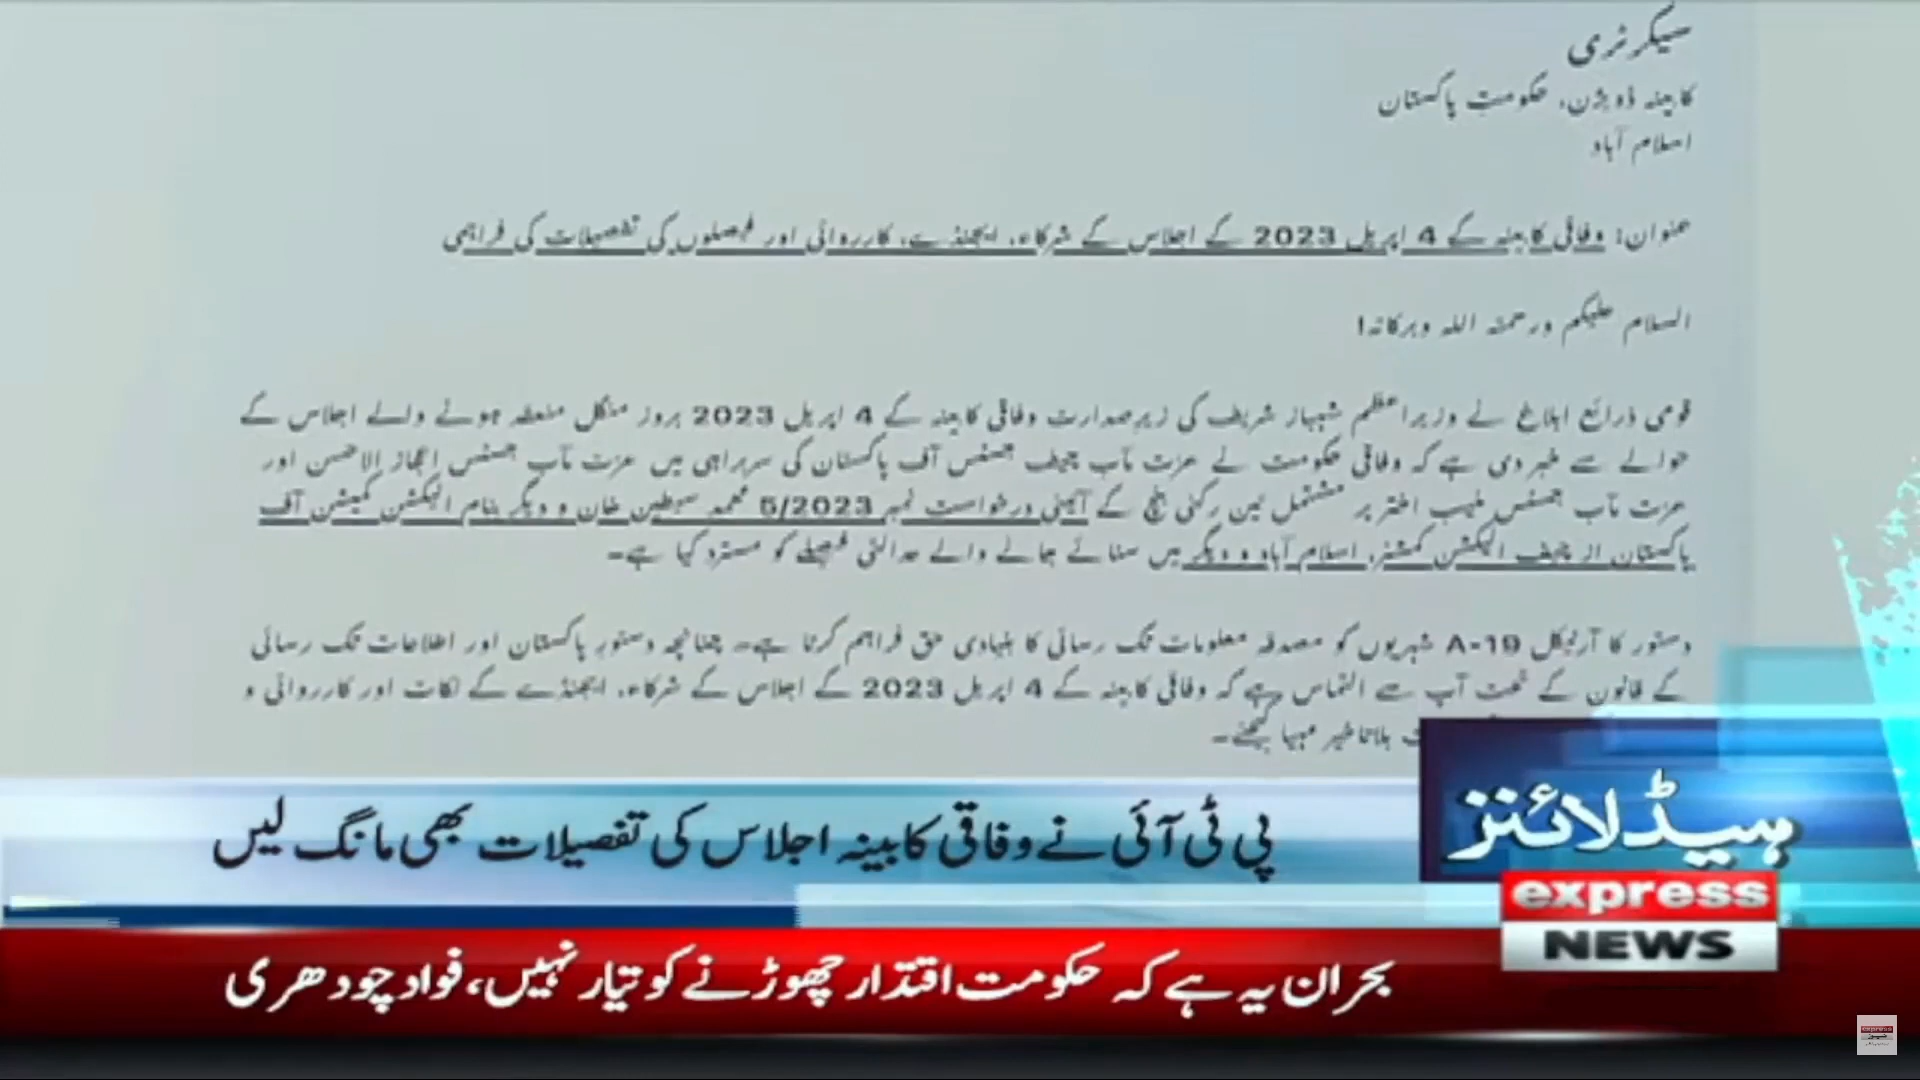 سیکرٹری
کابینہ ڈویژن، حکومتِ پاکستان
اسلام آباد
عنوان: وفاقی کابینہ کے 4 اپریل 2023 کے اجلاس کے شرکاء، ایجنڈے، کارروائی اور فیصلوں کی تفصیلات کی فراہمی
السلام علیکم ورحمتہ اللہ وبرکاتہ!
قومی ذرائع ابلاغ نے وزیراعظم شہباز شریف کی زیرِصدارت وفاقی کابینہ کے 4 اپریل 2023 بروز منگل منعقد ہونے والے اجلاس کے
حوالے سے خبر دی ہے کہ وفاقی حکومت نے عزت مآب چیف جسٹس آف پاکستان کی سربراہی میں عزت مآب جسٹس اعجاز الاحسن اور
عزت مآب جسٹس منیب اختر پر مشتمل تین رکنی بنچ کے آئینی درخواست نمبر 5/2023 محمد سبطین خان و دیگر بنام الیکشن کمیشن آف
پاکستان از چیف الیکشن کمشنر، اسلام آباد و دیگر میں سنائے جانے والے عدالتی فیصلے کو مسترد کیا ہے۔
دستور کا آرٹیکل A-19 شہریوں کو مصدقہ معلومات تک رسائی کا بنیادی حق فراہم کرتا ہے۔ چنانچہ دستورِ پاکستان اور اطلاعات تک رسائی
کے قانون کے تحت آپ سے التماس ہے کہ وفاقی کابینہ کے 4 اپریل 2023 کے اجلاس کے شرکاء، ایجنڈے کے نکات اور کارروائی و
بلاتاخیر مہیا کیجئے۔
پی ٹی آئی نے وفاقی کابینہ اجلاس کی تفصیلات بھی مانگ لیں
ہیڈلائنز
express
NEWS
بحران یہ ہے کہ حکومت اقتدار چھوڑنے کو تیار نہیں، فواد چودھری